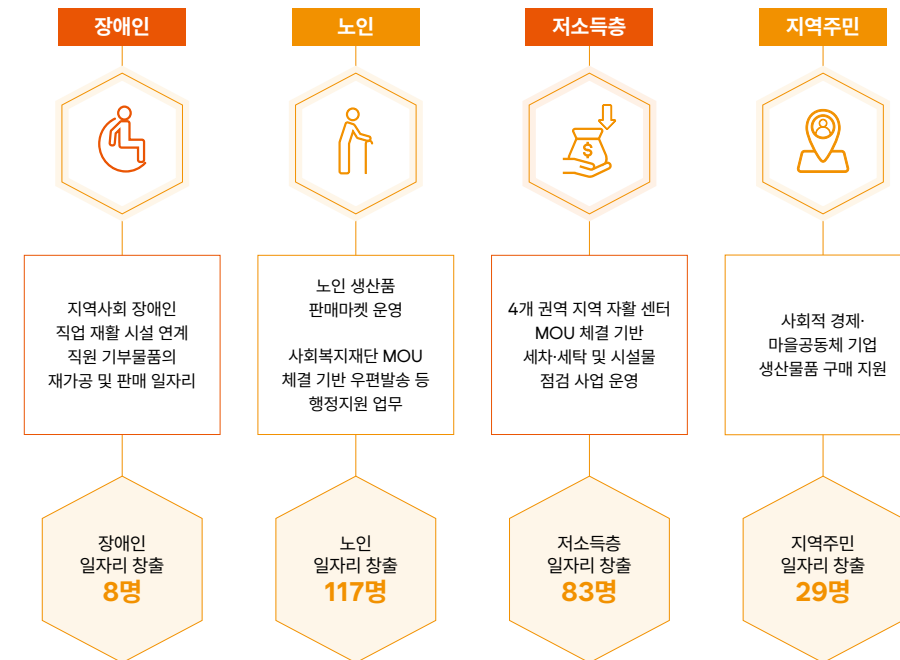 장애인
지역사회 장애인
직업 재활 시설 연계
직원 기부물품의
재가공 및 판매 일자리
장애인
일자리 창출
8명
노인
노인 생산품
판매마켓 운영
사회복지재단 MOU
체결 기반 우편발송 등
행정지원 업무
노인
일자리 창출
117명
저소득층
$
4개 권역 지역 자활 센터
MOU 체결 기반
세차·세탁 및 시설물
점검 사업 운영
저소득층
일자리 창출
83명
지역주민
사회적 경제·
마을공동체 기업
생산물품 구매 지원
지역주민
일자리 창출
29명